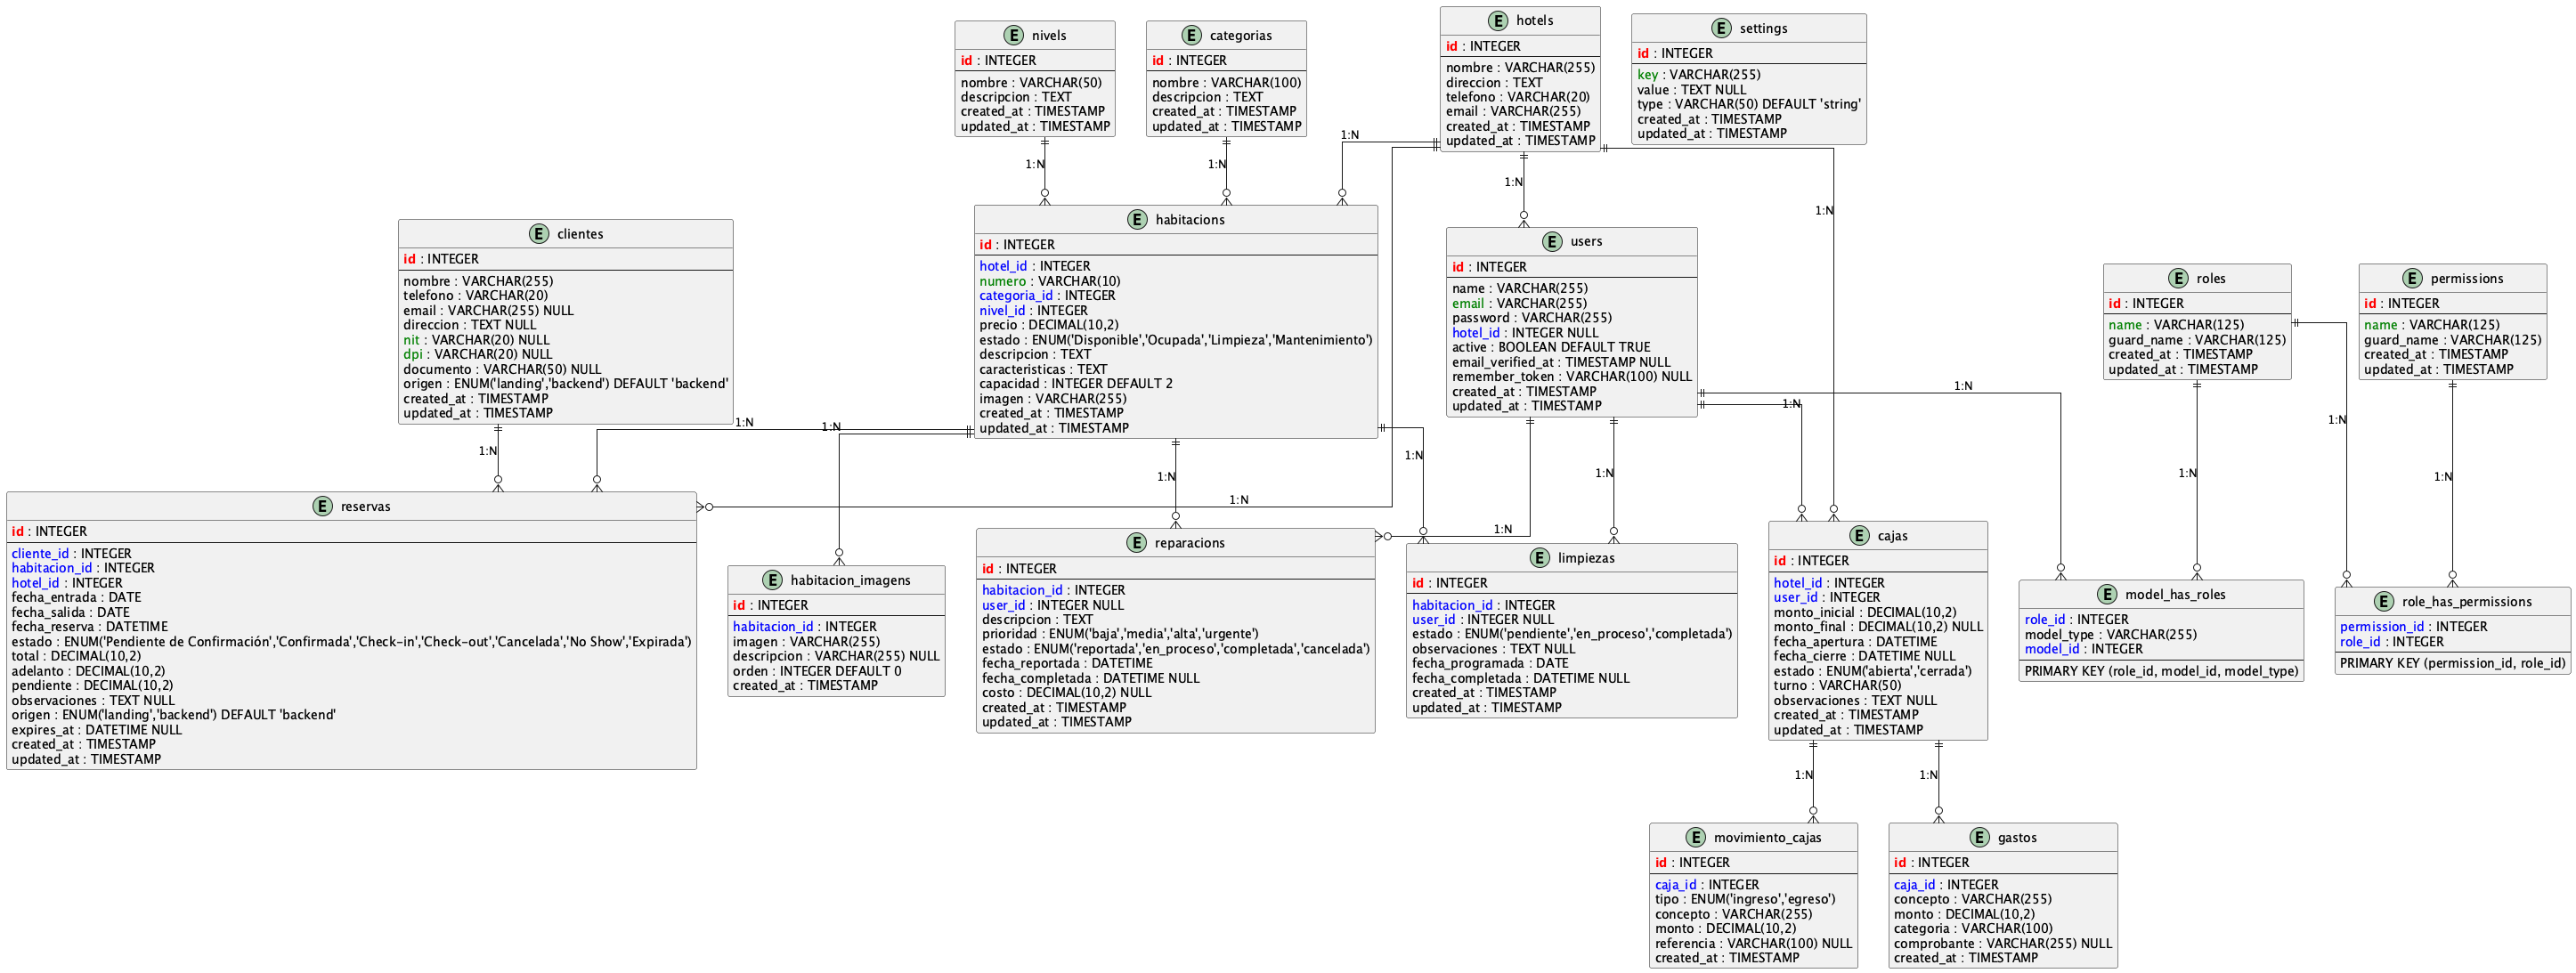 E nivels
id : INTEGER
nombre : VARCHAR(50)
descripcion : TEXT
created_at : TIMESTAMP
updated_at : TIMESTAMP
E categorias
id : INTEGER
nombre : VARCHAR(100)
descripcion : TEXT
created_at : TIMESTAMP
updated_at : TIMESTAMP
E hotels
id : INTEGER
nombre : VARCHAR(255)
direccion : TEXT
telefono : VARCHAR(20)
email : VARCHAR(255)
created_at : TIMESTAMP
updated_at : TIMESTAMP
E settings
id : INTEGER
key : VARCHAR(255)
value : TEXT NULL
type : VARCHAR(50) DEFAULT 'string'
created_at : TIMESTAMP
updated_at : TIMESTAMP
1:N
1:N
1:N
1:N
1:N
E clientes
id : INTEGER
nombre : VARCHAR(255)
telefono : VARCHAR(20)
email : VARCHAR(255) NULL
direccion : TEXT NULL
nit : VARCHAR(20) NULL
dpi : VARCHAR(20) NULL
documento : VARCHAR(50) NULL
origen : ENUM('landing','backend') DEFAULT 'backend'
created_at : TIMESTAMP
updated_at : TIMESTAMP
E habitacions
id : INTEGER
hotel_id : INTEGER
numero : VARCHAR(10)
categoria_id : INTEGER
nivel_id : INTEGER
precio : DECIMAL(10,2)
estado : ENUM('Disponible','Ocupada','Limpieza','Mantenimiento')
descripcion : TEXT
caracteristicas : TEXT
capacidad : INTEGER DEFAULT 2
imagen : VARCHAR(255)
created_at : TIMESTAMP
updated_at : TIMESTAMP
E users
id : INTEGER
name : VARCHAR(255)
email : VARCHAR(255)
password : VARCHAR(255)
hotel_id : INTEGER NULL
active : BOOLEAN DEFAULT TRUE
email_verified_at : TIMESTAMP NULL
remember_token : VARCHAR(100) NULL
created_at : TIMESTAMP
updated_at : TIMESTAMP
E roles
id : INTEGER
name : VARCHAR(125)
guard_name : VARCHAR(125)
created_at : TIMESTAMP
updated_at : TIMESTAMP
E permissions
id : INTEGER
name : VARCHAR(125)
guard_name : VARCHAR(125)
created_at : TIMESTAMP
updated_at : TIMESTAMP
1:N
1:N
1:N
1:N
1:N
1:N
1:N
1:N
1:N
1:N
1:N
1:N
1:N
1:N
E reservas
id : INTEGER
cliente_id : INTEGER
habitacion_id : INTEGER
hotel_id : INTEGER
fecha_entrada : DATE
fecha_salida : DATE
fecha_reserva : DATETIME
estado : ENUM('Pendiente de Confirmación','Confirmada','Check-in','Check-out','Cancelada','No Show','Expirada')
total : DECIMAL(10,2)
adelanto : DECIMAL(10,2)
pendiente : DECIMAL(10,2)
observaciones : TEXT NULL
origen : ENUM('landing','backend') DEFAULT 'backend'
expires_at : DATETIME NULL
created_at : TIMESTAMP
updated_at : TIMESTAMP
E habitacion_imagens
id : INTEGER
habitacion_id : INTEGER
imagen : VARCHAR(255)
descripcion : VARCHAR(255) NULL
orden : INTEGER DEFAULT 0
created_at : TIMESTAMP
E reparacions
id : INTEGER
habitacion_id : INTEGER
user_id : INTEGER NULL
descripcion : TEXT
prioridad : ENUM('baja','media','alta','urgente')
estado : ENUM('reportada','en_proceso','completada','cancelada')
fecha_reportada : DATETIME
fecha_completada : DATETIME NULL
costo : DECIMAL(10,2) NULL
created_at : TIMESTAMP
updated_at : TIMESTAMP
E limpiezas
id : INTEGER
habitacion_id : INTEGER
user_id : INTEGER NULL
estado : ENUM('pendiente','en_proceso','completada')
observaciones : TEXT NULL
fecha_programada : DATE
fecha_completada : DATETIME NULL
created_at : TIMESTAMP
updated_at : TIMESTAMP
E cajas
id : INTEGER
hotel_id : INTEGER
user_id : INTEGER
monto_inicial : DECIMAL(10,2)
monto_final : DECIMAL(10,2) NULL
fecha_apertura : DATETIME
fecha_cierre : DATETIME NULL
estado : ENUM('abierta','cerrada')
turno : VARCHAR(50)
observaciones : TEXT NULL
created_at : TIMESTAMP
updated_at : TIMESTAMP
E model_has_roles
role_id : INTEGER
model_type : VARCHAR(255)
model_id : INTEGER
PRIMARY KEY (role_id, model_id, model_type)
E role_has_permissions
permission_id : INTEGER
role_id : INTEGER
PRIMARY KEY (permission_id, role_id)
1:N
1:N
E movimiento_cajas
id : INTEGER
caja_id : INTEGER
tipo : ENUM('ingreso','egreso')
concepto : VARCHAR(255)
monto : DECIMAL(10,2)
referencia : VARCHAR(100) NULL
created_at : TIMESTAMP
E gastos
id : INTEGER
caja_id : INTEGER
concepto : VARCHAR(255)
monto : DECIMAL(10,2)
categoria : VARCHAR(100)
comprobante : VARCHAR(255) NULL
created_at : TIMESTAMP